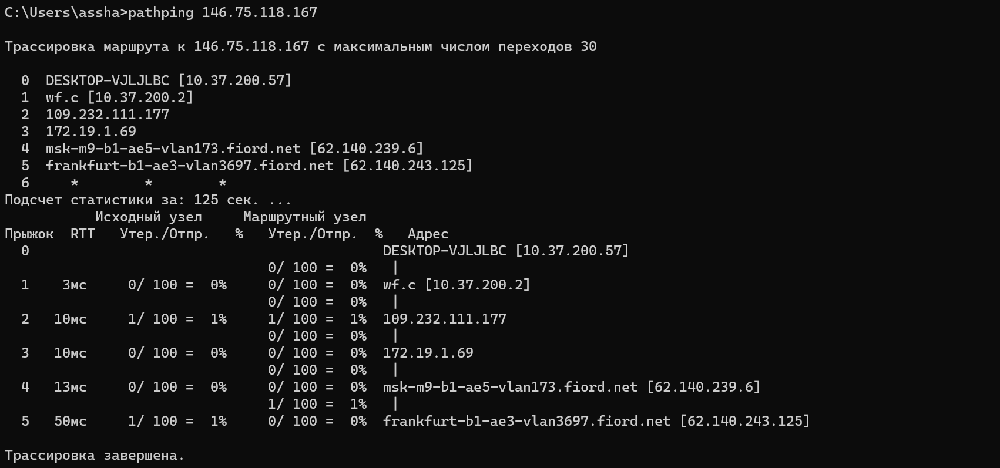 C:\Users\assha>pathping 146.75.118.167
Трассировка маршрута к 146.75.118.167 с максимальным числом переходов 30
0 DESKTOP-VJLJLBC [10.37.200.57]
1 wf.c [10.37.200.2]
2 109.232.111.177
3 172.19.1.69
4 msk-m9-b1-ae5-vlan173.fiord.net [62.140.239.6]
5 frankfurt-b1-ae3-vlan3697.fiord.net [62.140.243.125]
6 * * *
Подсчет статистики за: 125 сек. ...
Исходный узел Маршрутный узел
Прыжок RTT Утер./Отпр. % Утер./Отпр. % Адрес
0 DESKTOP-VJLJLBC [10.37.200.57]
0/ 100 = 0% |
1 3мс 0/ 100 = 0% 0/ 100 = 0% wf.c [10.37.200.2]
0/ 100 = 0% |
2 10мс 1/ 100 = 1% 1/ 100 = 1% 109.232.111.177
0/ 100 = 0% |
3 10мс 0/ 100 = 0% 0/ 100 = 0% 172.19.1.69
0/ 100 = 0% |
4 13мс 0/ 100 = 0% 0/ 100 = 0% msk-m9-b1-ae5-vlan173.fiord.net [62.140.239.6]
1/ 100 = 1% |
5 50мс 1/ 100 = 1% 0/ 100 = 0% frankfurt-b1-ae3-vlan3697.fiord.net [62.140.243.125]
Трассировка завершена.